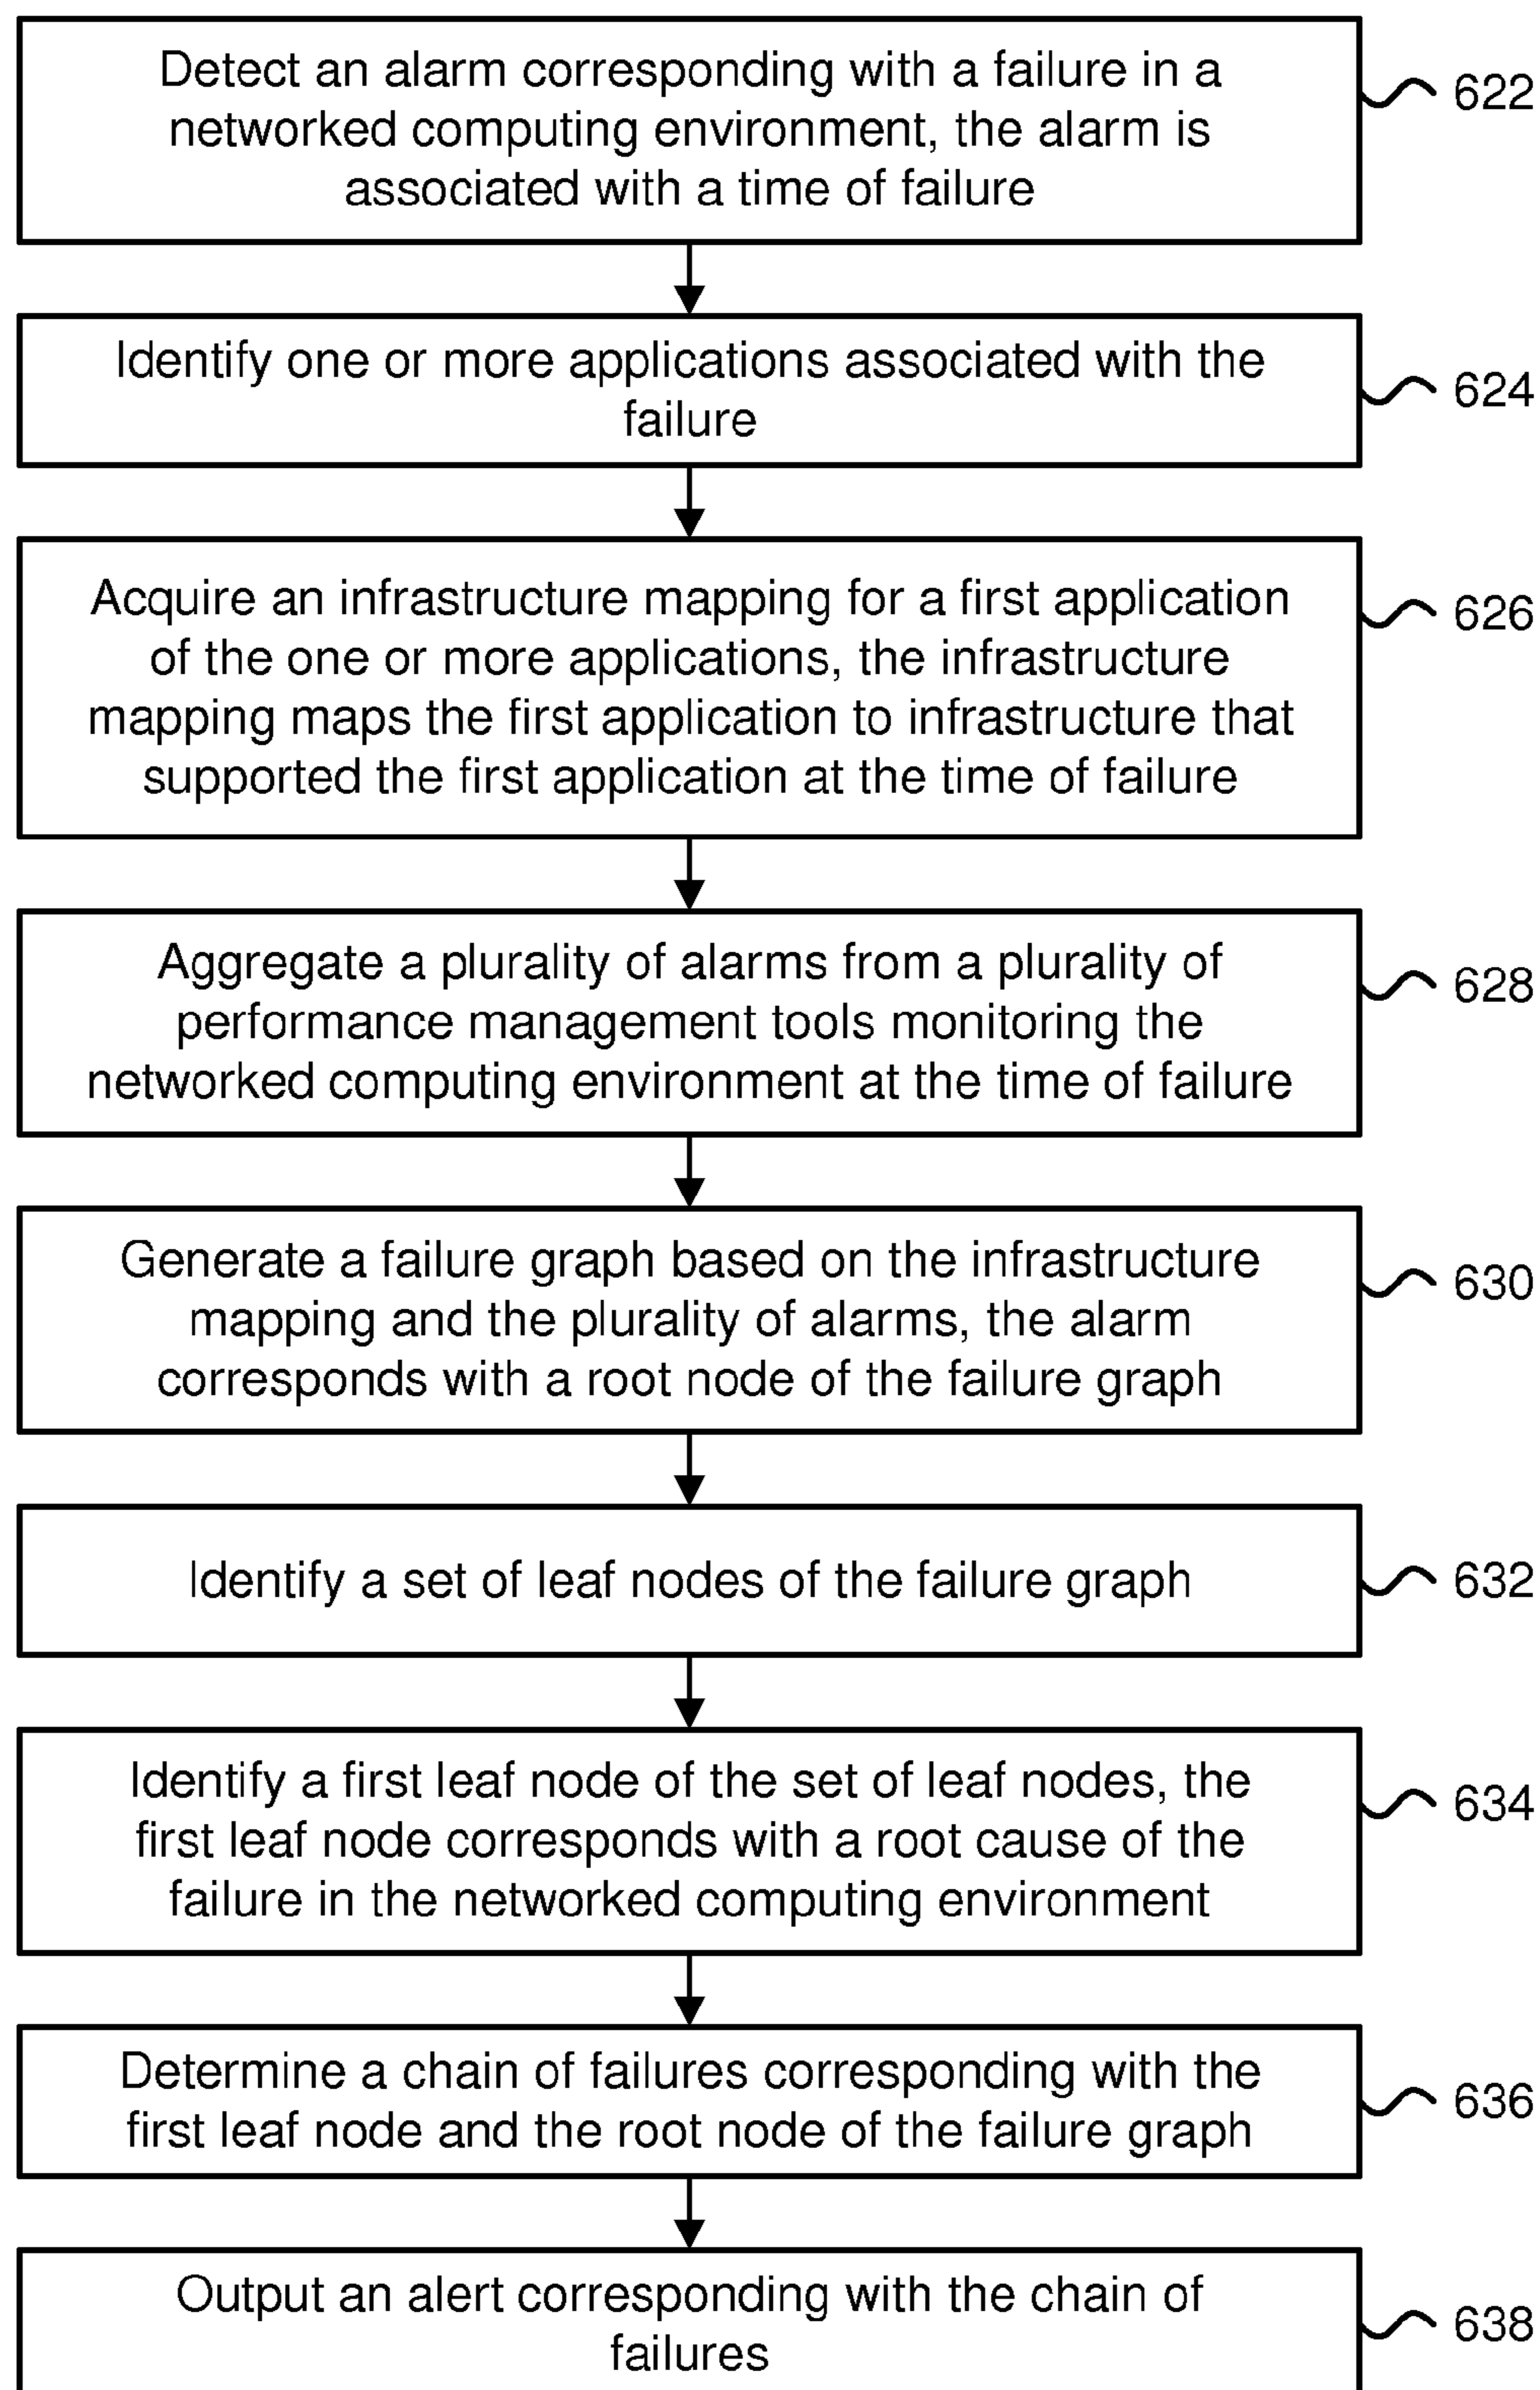 Detect an alarm corresponding with a failure in a
networked computing environment, the alarm is
associated with a time of failure
622
Identify one or more applications associated with the
failure
624
Acquire an infrastructure mapping for a first application
of the one or more applications, the infrastructure
mapping maps the first application to infrastructure that
supported the first application at the time of failure
626
Aggregate a plurality of alarms from a plurality of
performance management tools monitoring the
networked computing environment at the time of failure
628
Generate a failure graph based on the infrastructure
mapping and the plurality of alarms, the alarm
corresponds with a root node of the failure graph
630
Identify a set of leaf nodes of the failure graph
632
Identify a first leaf node of the set of leaf nodes, the
first leaf node corresponds with a root cause of the
failure in the networked computing environment
634
Determine a chain of failures corresponding with the
first leaf node and the root node of the failure graph
636
Output an alert corresponding with the chain of
failures
638